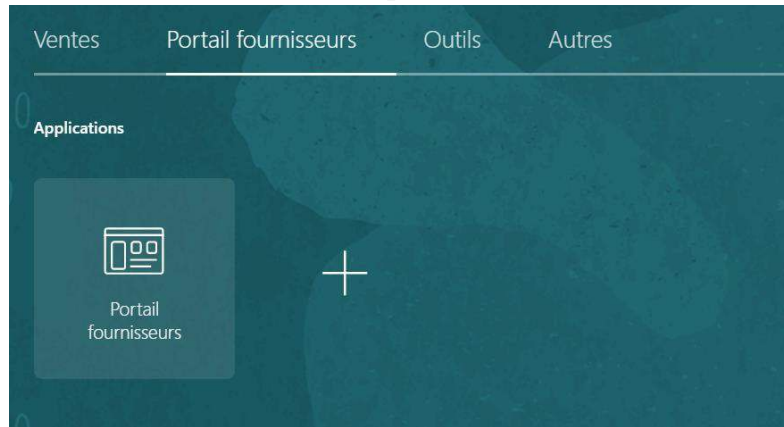 Ventes Portail fournisseurs Outils Autres
Applications
Portail
fournisseurs